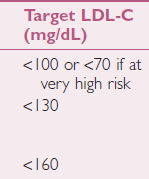 Target LDL-C
(mg/dL)
<100 or <70 if at
very high risk
<130
<160